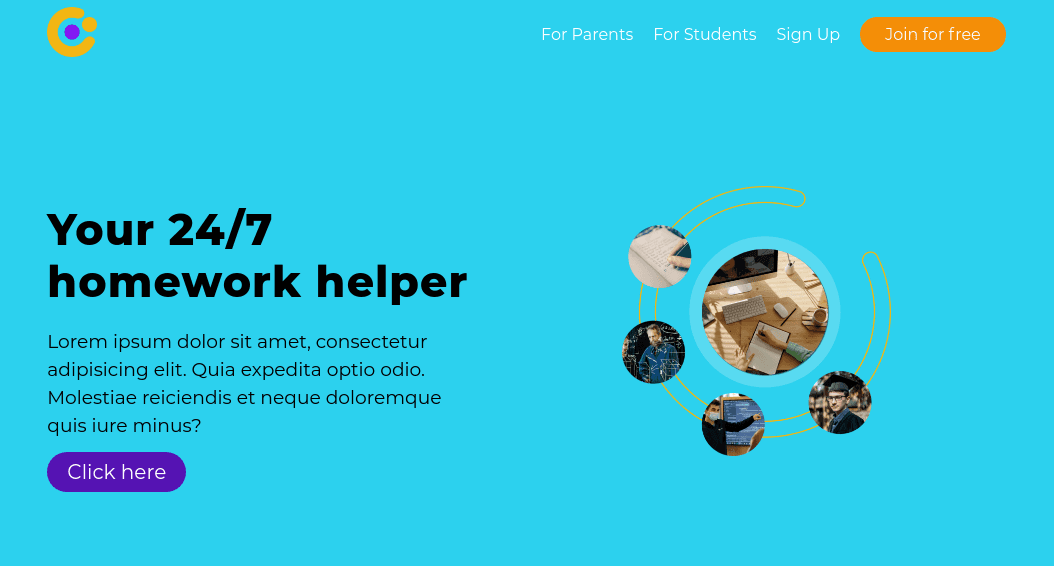 For Parents For Students Sign Up Join for free
Your 24/7
homework helper
Lorem ipsum dolor sit amet, consectetur
adipisicing elit. Quia expedita optio odio.
Molestiae reiciendis et neque doloremque
quis iure minus?
Click here